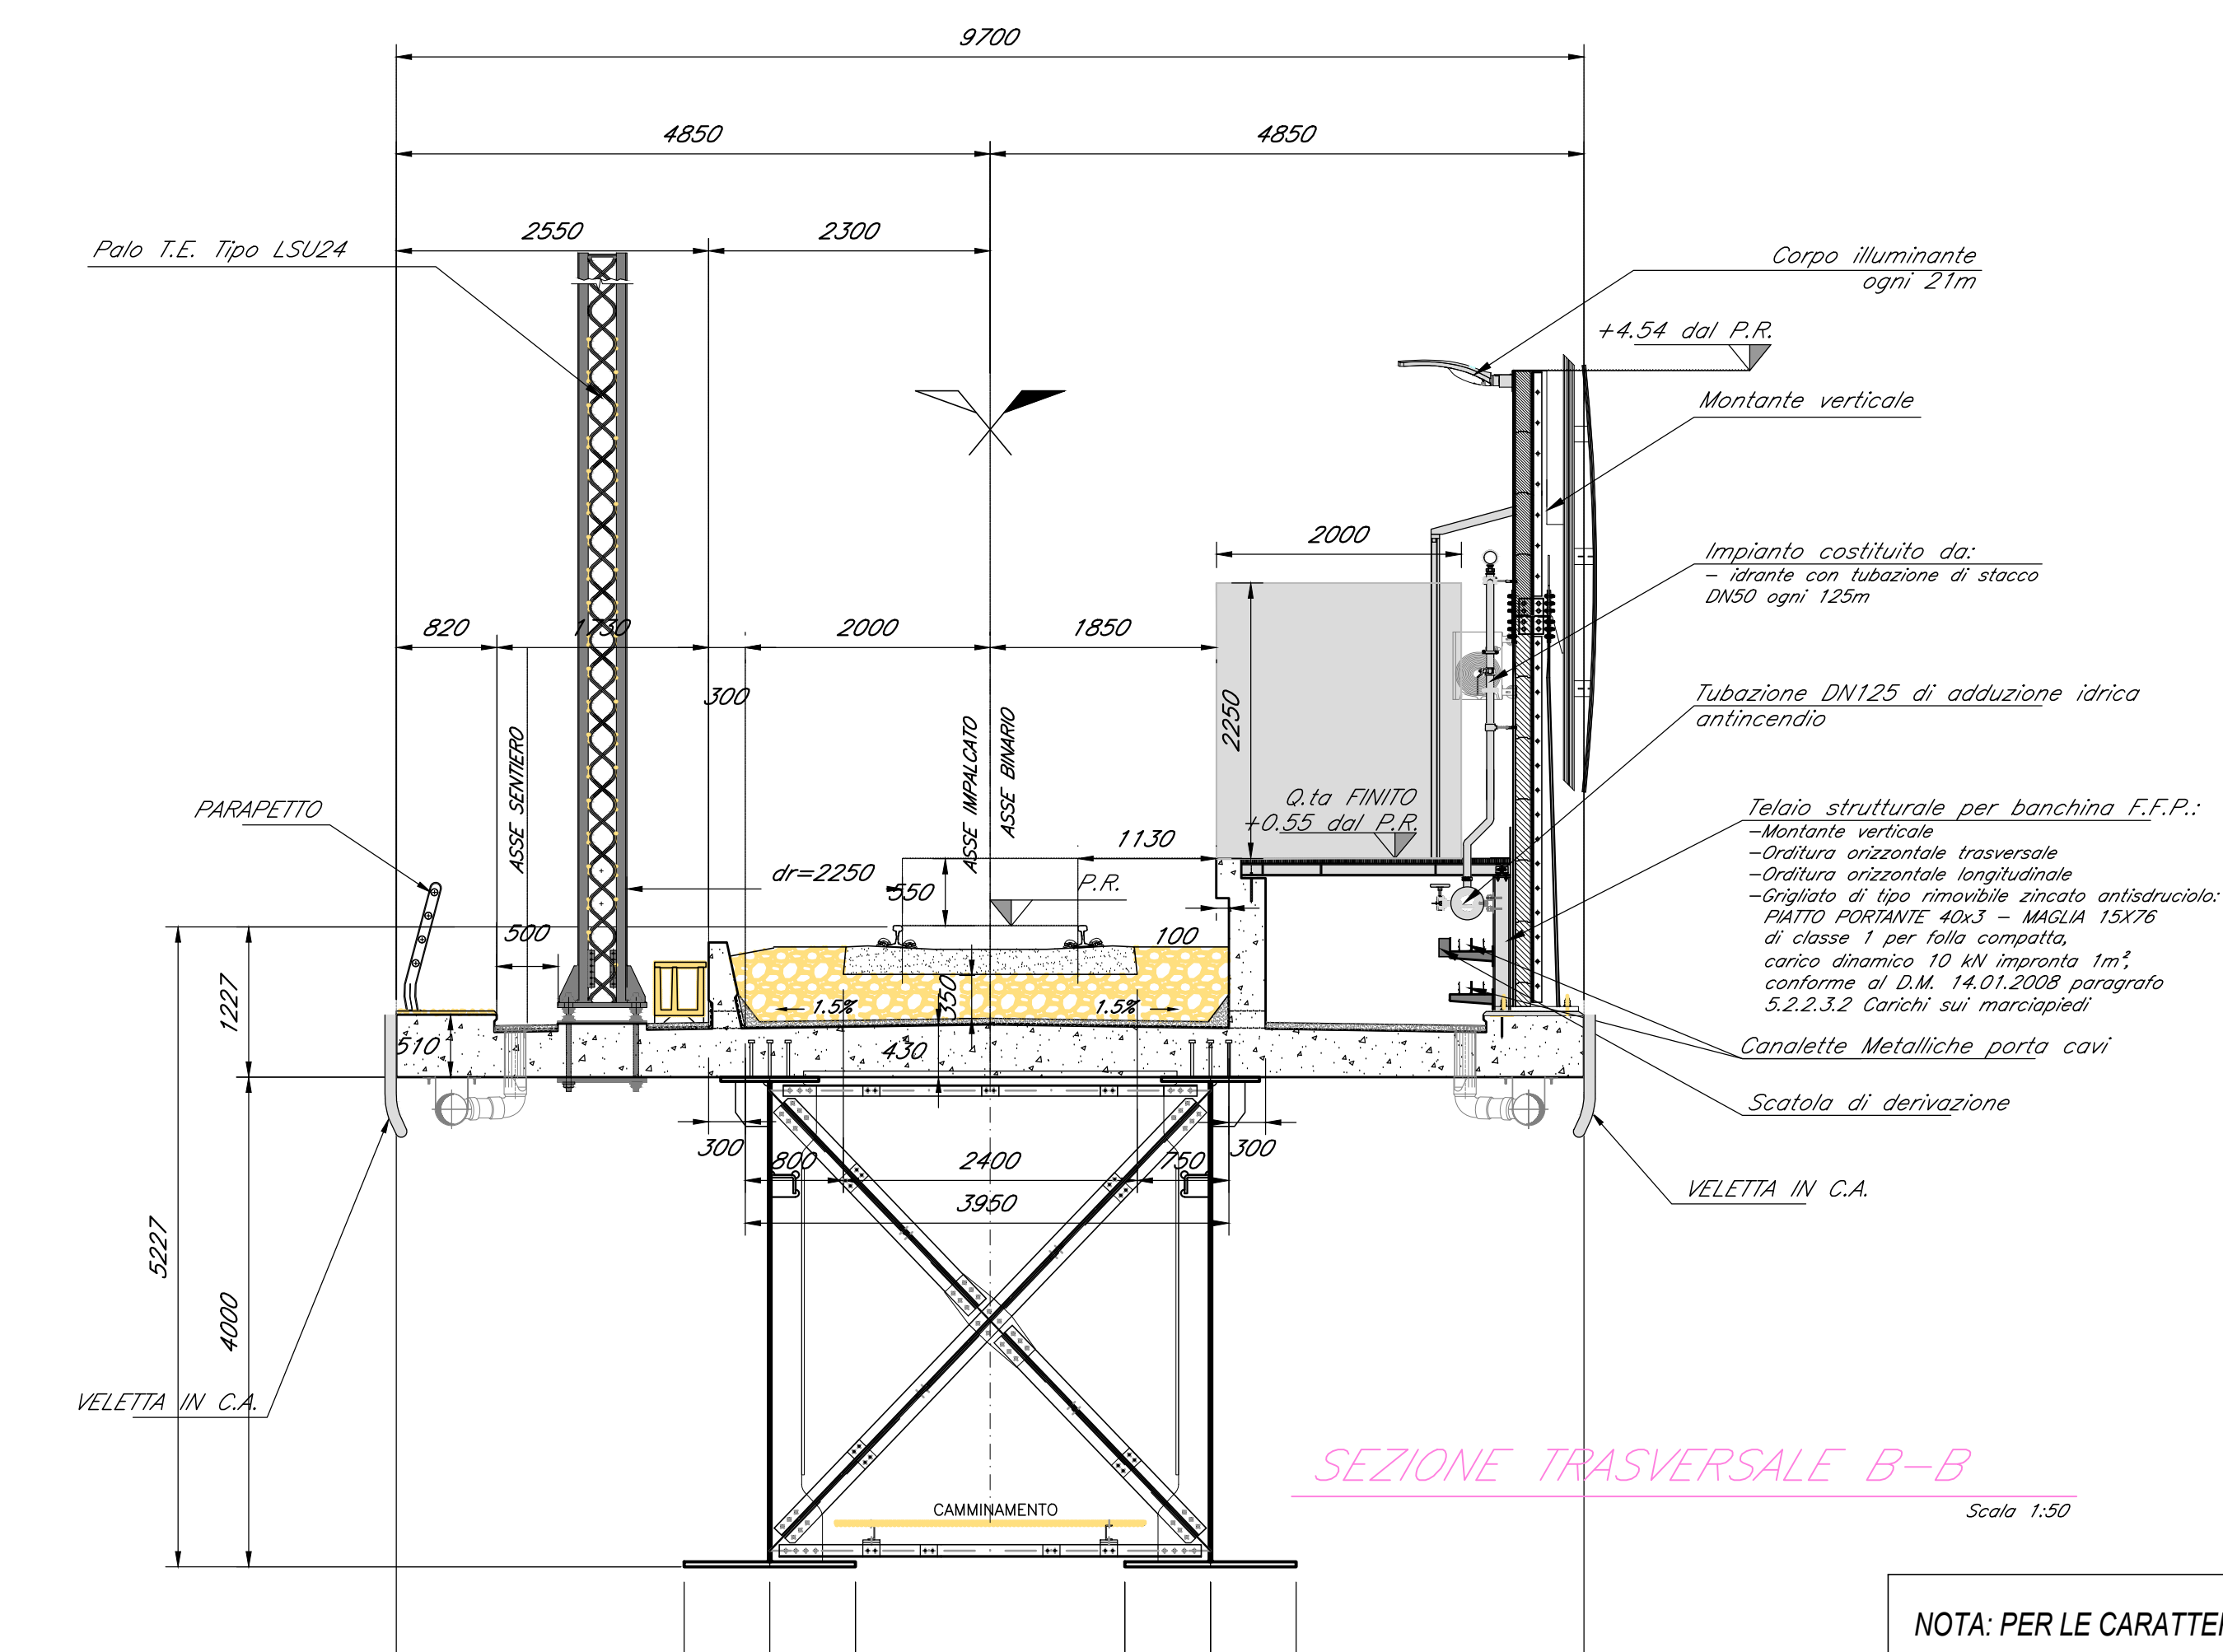 9700
4850
4850
2550
2300
Palo T.E. Tipo LSU24
Corpo illuminante
ogni 21m
+4.54 dal P.R.
Montante verticale
2000
Impianto costituito da:
- idrante con tubazione di stacco
DN50 ogni 125m
820
1730
2000
1850
300
2250
Tubazione DN125 di adduzione idrica
antincendio
ASSE SENTIERO
ASSE IMPALCATO
ASSE BINARIO
PARAPETTO
Q.ta FINITO
+0.55 dal P.R.
1130
dr=2250
550
P.R.
Telaio strutturale per banchina F.F.P.:
-Montante verticale
-Orditura orizzontale trasversale
-Orditura orizzontale longitudinale
-Grigliato di tipo rimovibile zincato antisdruciolo:
PIATTO PORTANTE 40x3 - MAGLIA 15X76
di classe 1 per folla compatta,
carico dinamico 10 kN impronta 1m²,
conforme al D.M. 14.01.2008 paragrafo
5.2.2.3.2 Carichi sui marciapiedi
500
100
1227
350
1.5%
1.5%
510
430
Canalette Metalliche porta cavi
Scatola di derivazione
300
800
2400
750
300
3950
VELETTA IN C.A.
5227
4000
VELETTA IN C.A.
SEZIONE TRASVERSALE B-B
Scala 1:50
CAMMINAMENTO
NOTA: PER LE CARATTE